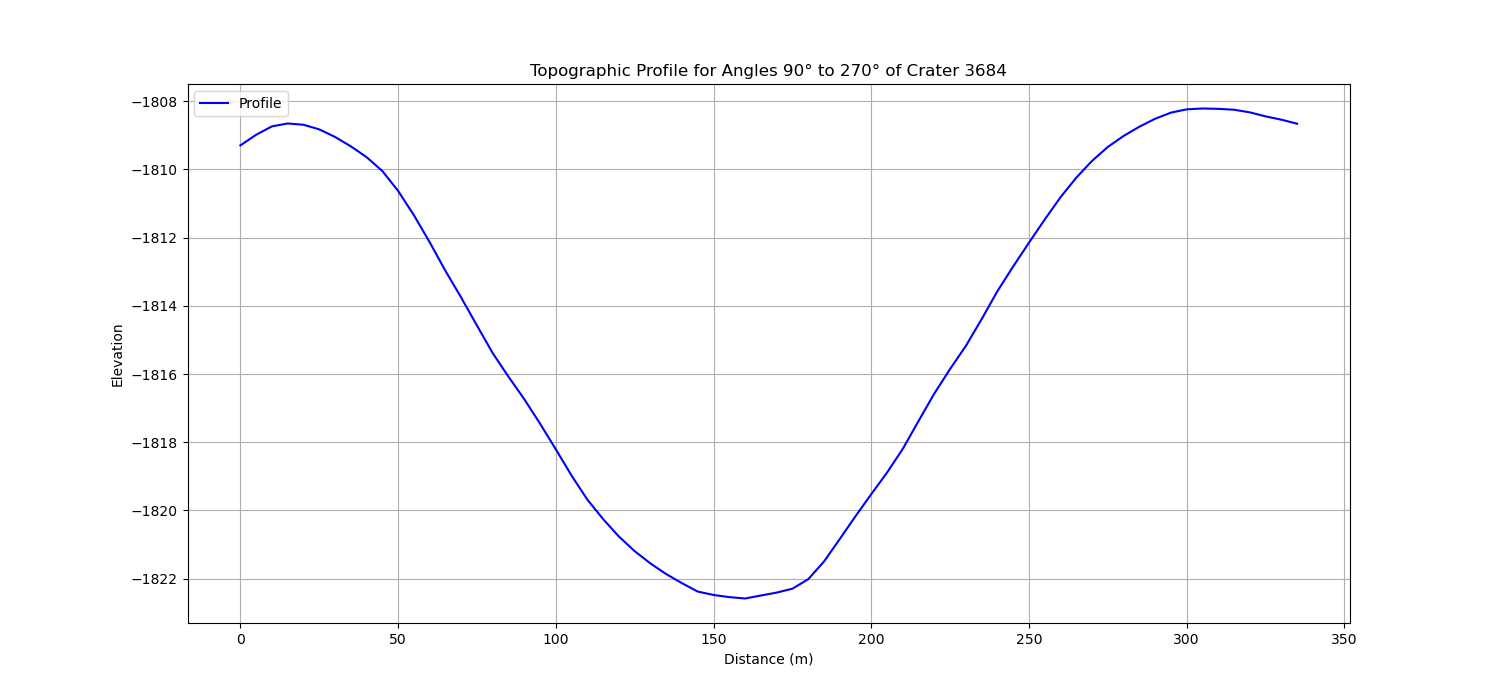 Topographic Profile for Angles 90° to 270° of Crater 3684
Profile
−1808
−1810
−1812
−1814
−1816
−1818
−1820
−1822
Elevation
0 50 100 150 200 250 300 350
Distance (m)